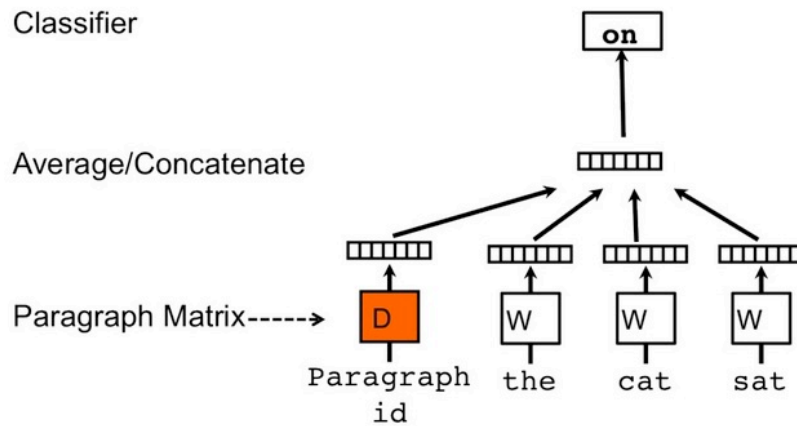 Classifier
on
Average/Concatenate
Paragraph Matrix
D
W
W
W
Paragraph
id
the
cat
sat